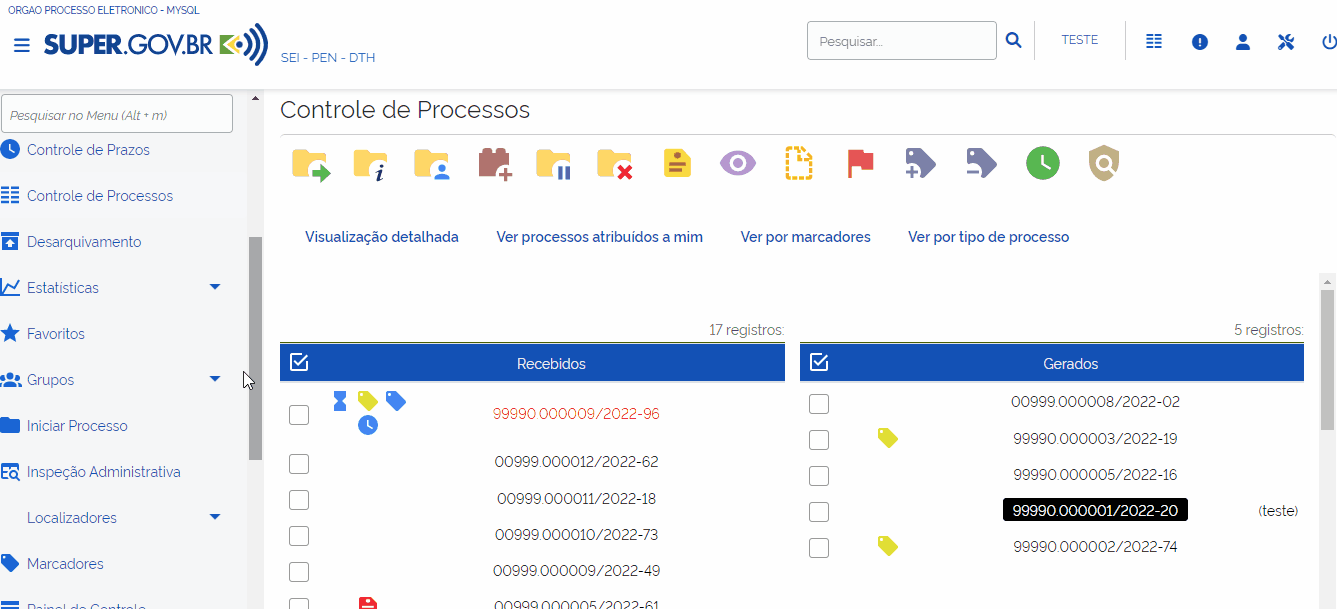 ORGAO PROCESSO ELETRONICO - MYSQL
SUPER.GOV.BR
SEI - PEN - DTH
Pesquisar...
TESTE
Pesquisar no Menu (Alt + m)
Controle de Prazos
Controle de Processos
Desarquivamento
Estatísticas
Favoritos
Grupos
Iniciar Processo
Inspeção Administrativa
Localizadores
Marcadores
Painel de Controle
Controle de Processos
Visualização detalhada Ver processos atribuídos a mim Ver por marcadores Ver por tipo de processo
17 registros:
Recebidos
99990.000009/2022-96
00999.000012/2022-62
00999.000011/2022-18
00999.000010/2022-73
00999.000009/2022-49
00999.000005/2022-61
5 registros:
Gerados
00999.000008/2022-02
99990.000003/2022-19
99990.000005/2022-16
99990.000001/2022-20 (teste)
99990.000002/2022-74